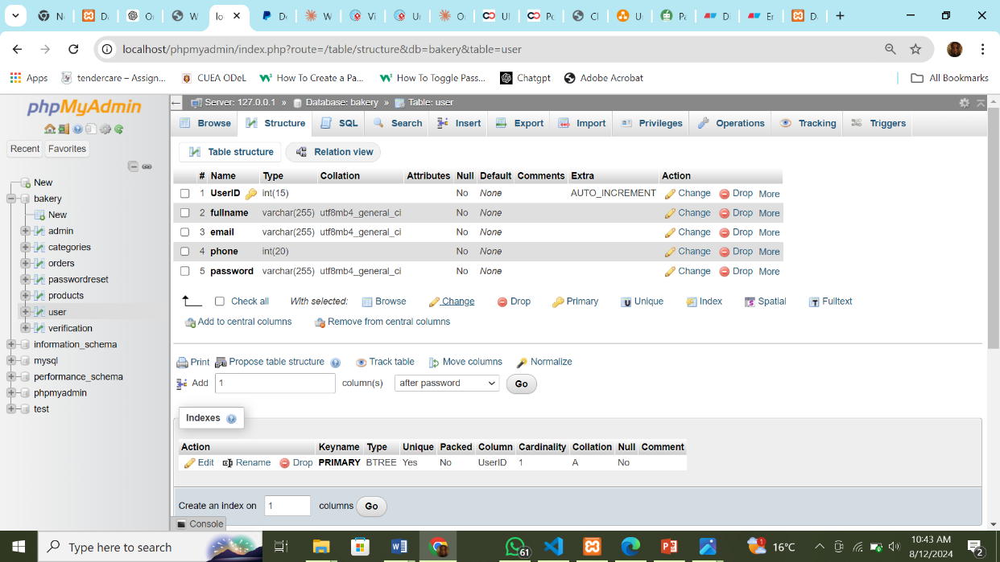 N
D
O
W
lo
D
W
Vi
U
O
Ul
Po
Cl
U
Pa
D
Er
D
localhost/phpmyadmin/index.php?route=/table/structure&db=bakery&table=user
Apps tendercare – Assign... CUEA ODeL How To Create a Pa... How To Toggle Pass... Chatgpt Adobe Acrobat All Bookmarks
phpMyAdmin
Recent Favorites
New
bakery
New
admin
categories
orders
passwordreset
products
user
verification
information_schema
mysql
performance_schema
phpmyadmin
test
Server: 127.0.0.1 » Database: bakery » Table: user
Browse Structure SQL Search Insert Export Import Privileges Operations Tracking Triggers
Table structure Relation view
# Name Type Collation Attributes Null Default Comments Extra Action
1 UserID int(15) No None AUTO_INCREMENT Change Drop More
2 fullname varchar(255) utf8mb4_general_ci No None Change Drop More
3 email varchar(255) utf8mb4_general_ci No None Change Drop More
4 phone int(20) No None Change Drop More
5 password varchar(255) utf8mb4_general_ci No None Change Drop More
Check all With selected: Browse Change Drop Primary Unique Index Spatial Fulltext
Add to central columns Remove from central columns
Print Propose table structure Track table Move columns Normalize
Add 1 column(s) after password Go
Indexes
Action Keyname Type Unique Packed Column Cardinality Collation Null Comment
Edit Rename Drop PRIMARY BTREE Yes No UserID 1 A No
Create an index on 1 columns Go
Console
Type here to search
61
1
16°C
10:43 AM
8/12/2024
2